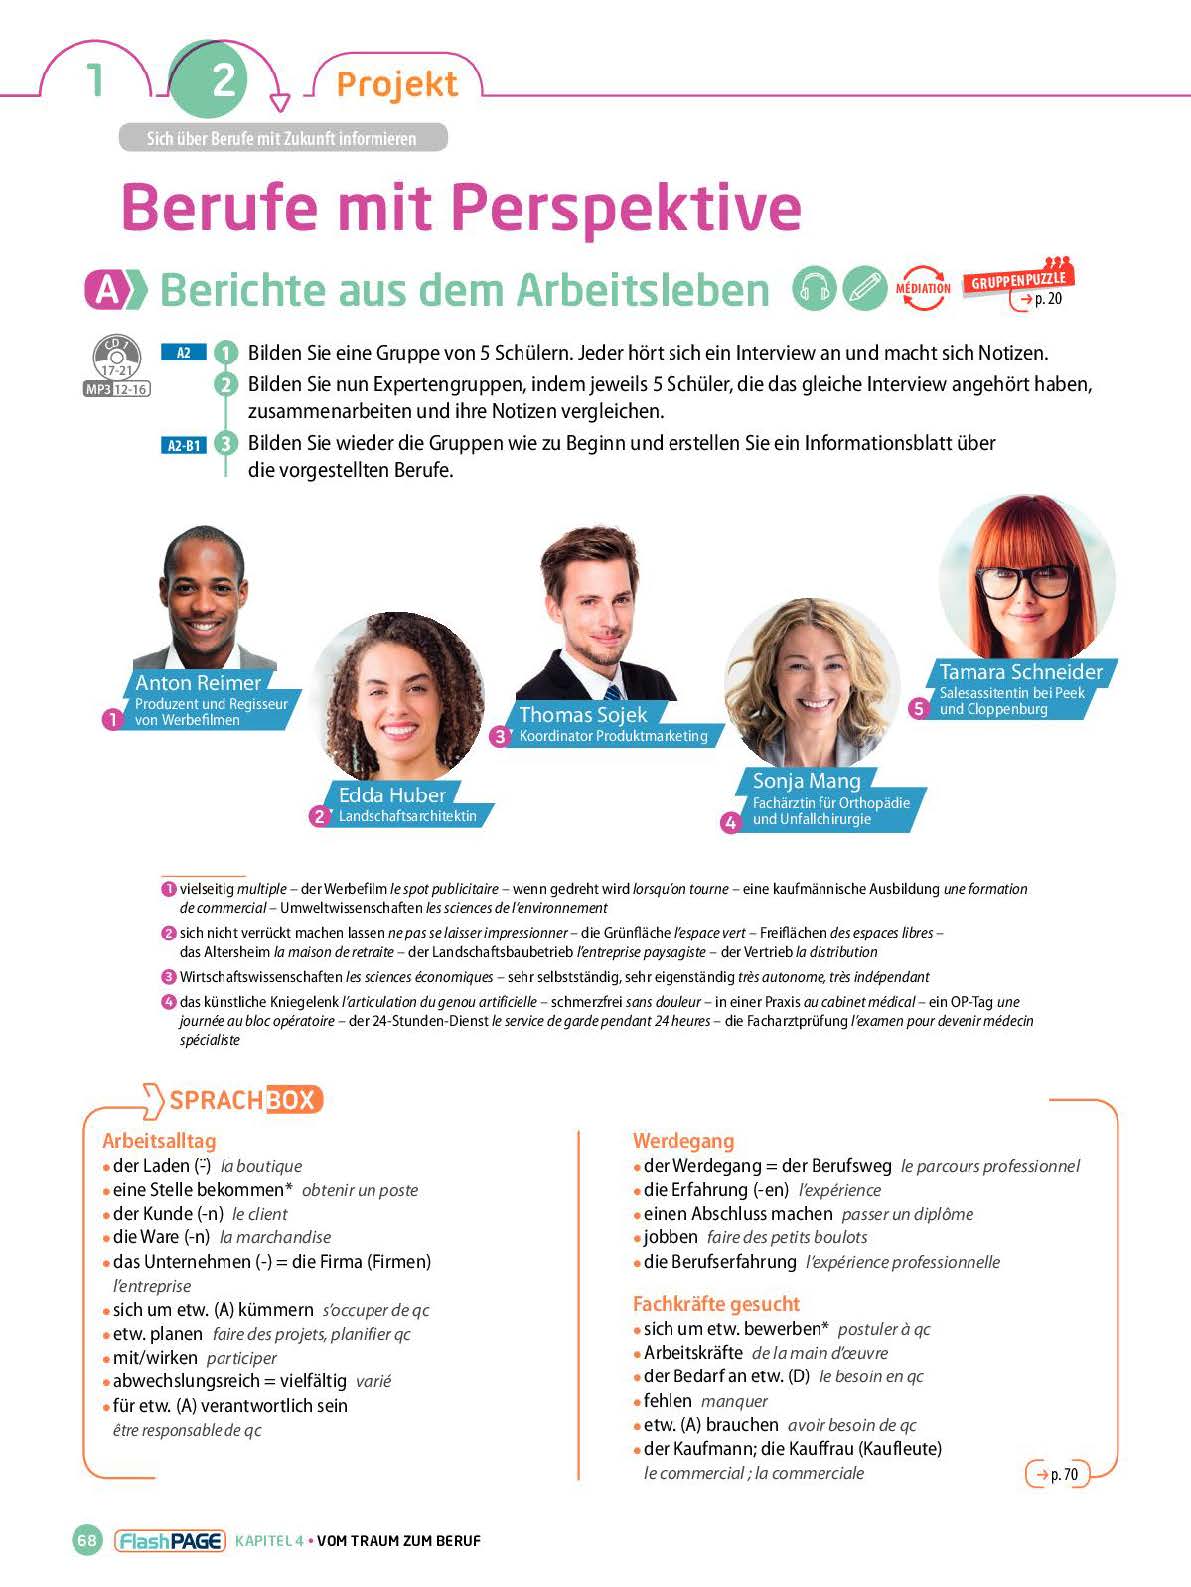 1
2
Projekt
Sich über Berufe mit Zukunft informieren
Berufe mit Perspektive
A Berichte aus dem Arbeitsleben
MÉDIATION
GRUPPENPUZZLE
→ p. 20
CD 1
17-21
MP3 12-16
A2
1 Bilden Sie eine Gruppe von 5 Schülern. Jeder hört sich ein Interview an und macht sich Notizen.
2 Bilden Sie nun Expertengruppen, indem jeweils 5 Schüler, die das gleiche Interview angehört haben,
zusammenarbeiten und ihre Notizen vergleichen.
A2-B1
3 Bilden Sie wieder die Gruppen wie zu Beginn und erstellen Sie ein Informationsblatt über
die vorgestellten Berufe.
Anton Reimer
Produzent und Regisseur
1 von Werbefilmen
Edda Huber
2 Landschaftsarchitektin
Thomas Sojek
3 Koordinator Produktmarketing
Sonja Mang
Fachärztin für Orthopädie
4 und Unfallchirurgie
Tamara Schneider
Salesassitentin bei Peek
5 und Cloppenburg
1 vielseitig multiple – der Werbefilm le spot publicitaire – wenn gedreht wird lorsqu'on tourne – eine kaufmännische Ausbildung une formation
de commercial – Umweltwissenschaften les sciences de l'environnement
2 sich nicht verrückt machen lassen ne pas se laisser impressionner – die Grünfläche l'espace vert – Freiflächen des espaces libres –
das Altersheim la maison de retraite – der Landschaftsbaubetrieb l'entreprise paysagiste – der Vertrieb la distribution
3 Wirtschaftswissenschaften les sciences économiques – sehr selbstständig, sehr eigenständig très autonome, très indépendant
4 das künstliche Kniegelenk l'articulation du genou artificielle – schmerzfrei sans douleur – in einer Praxis au cabinet médical – ein OP-Tag une
journée au bloc opératoire – der 24-Stunden-Dienst le service de garde pendant 24 heures – die Facharztprüfung l'examen pour devenir médecin
spécialiste
SPRACHBOX
Arbeitsalltag
• der Laden (¨) la boutique
• eine Stelle bekommen* obtenir un poste
• der Kunde (-n) le client
• die Ware (-n) la marchandise
• das Unternehmen (-) = die Firma (Firmen)
l'entreprise
• sich um etw. (A) kümmern s'occuper de qc
• etw. planen faire des projets, planifier qc
• mit/wirken participer
• abwechslungsreich = vielfältig varié
• für etw. (A) verantwortlich sein
être responsable de qc
Werdegang
• der Werdegang = der Berufsweg le parcours professionnel
• die Erfahrung (-en) l'expérience
• einen Abschluss machen passer un diplôme
• jobben faire des petits boulots
• die Berufserfahrung l'expérience professionnelle
Fachkräfte gesucht
• sich um etw. bewerben* postuler à qc
• Arbeitskräfte de la main d'œuvre
• der Bedarf an etw. (D) le besoin en qc
• fehlen manquer
• etw. (A) brauchen avoir besoin de qc
• der Kaufmann; die Kauffrau (Kaufleute)
le commercial ; la commerciale
→ p. 70
68 FlashPAGE KAPITEL 4 • VOM TRAUM ZUM BERUF